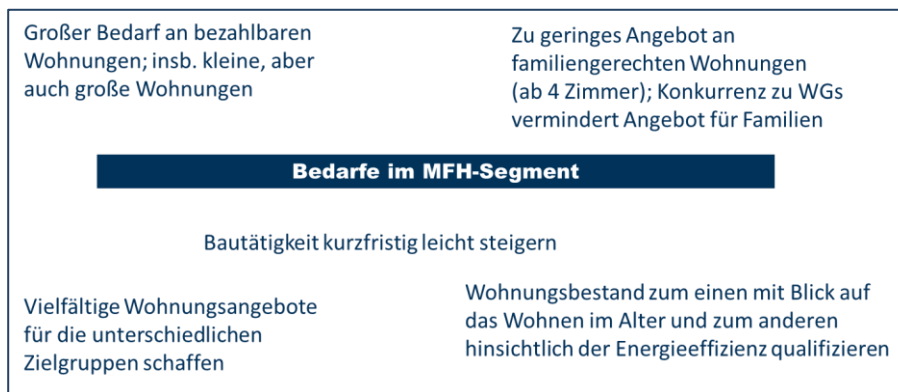 Großer Bedarf an bezahlbaren
Wohnungen; insb. kleine, aber
auch große Wohnungen
Zu geringes Angebot an
familiengerechten Wohnungen
(ab 4 Zimmer); Konkurrenz zu WGs
vermindert Angebot für Familien
Bedarfe im MFH-Segment
Bautätigkeit kurzfristig leicht steigern
Vielfältige Wohnungsangebote
für die unterschiedlichen
Zielgruppen schaffen
Wohnungsbestand zum einen mit Blick auf
das Wohnen im Alter und zum anderen
hinsichtlich der Energieeffizienz qualifizieren